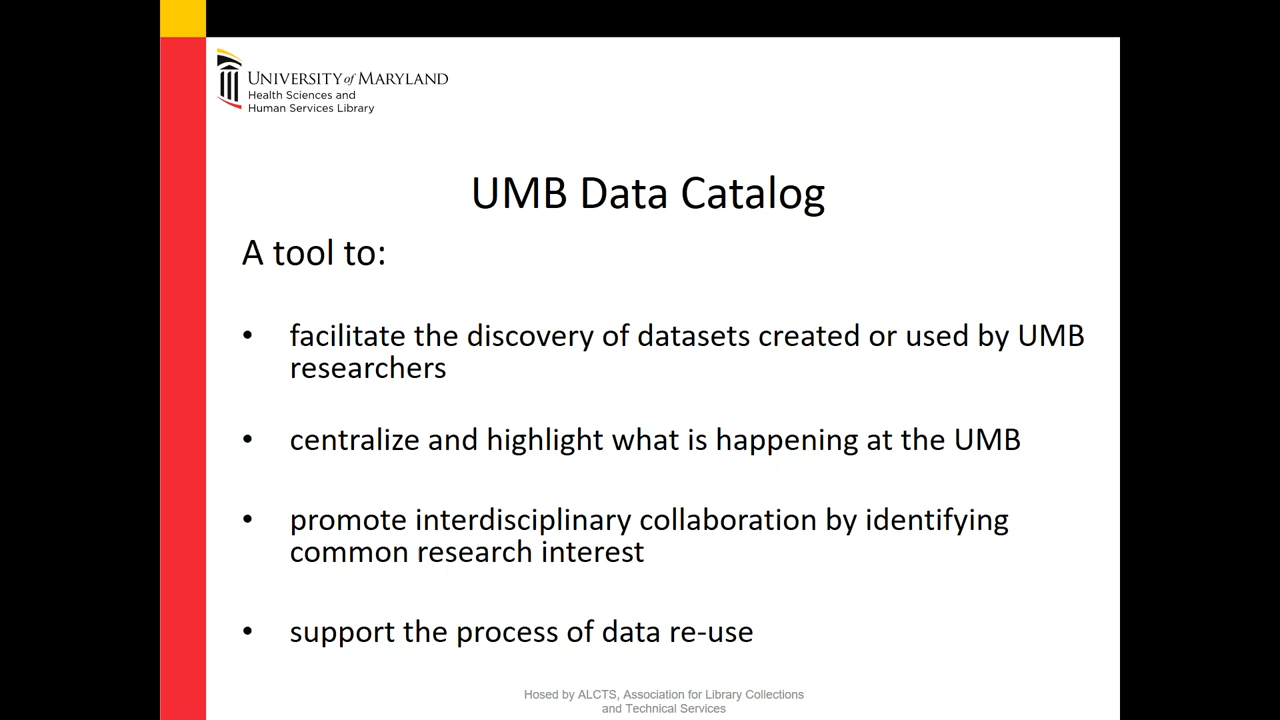 UNIVERSITY of MARYLAND
Health Sciences and
Human Services Library
UMB Data Catalog
A tool to:
• facilitate the discovery of datasets created or used by UMB
researchers
• centralize and highlight what is happening at the UMB
• promote interdisciplinary collaboration by identifying
common research interest
• support the process of data re-use
Hosed by ALCTS, Association for Library Collections
and Technical Services